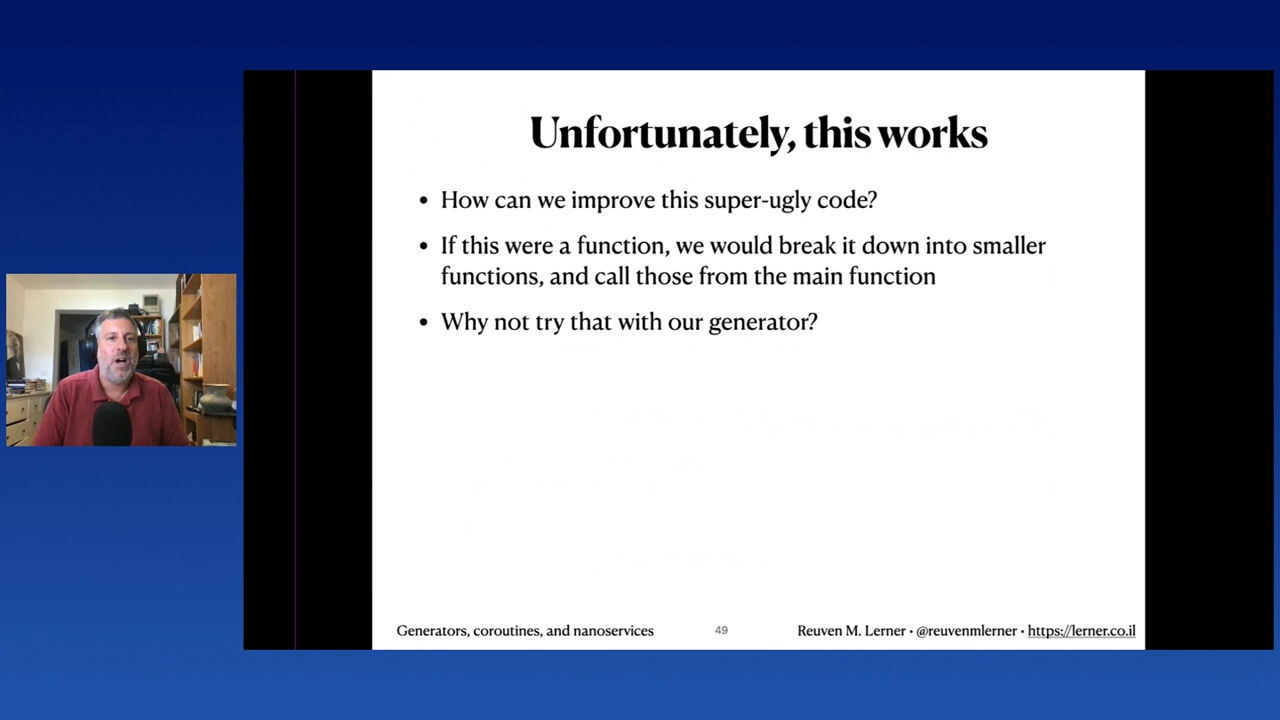 Unfortunately, this works
• How can we improve this super-ugly code?
• If this were a function, we would break it down into smaller
functions, and call those from the main function
• Why not try that with our generator?
Generators, coroutines, and nanoservices
49
Reuven M. Lerner • @reuvenmlerner • https://lerner.co.il